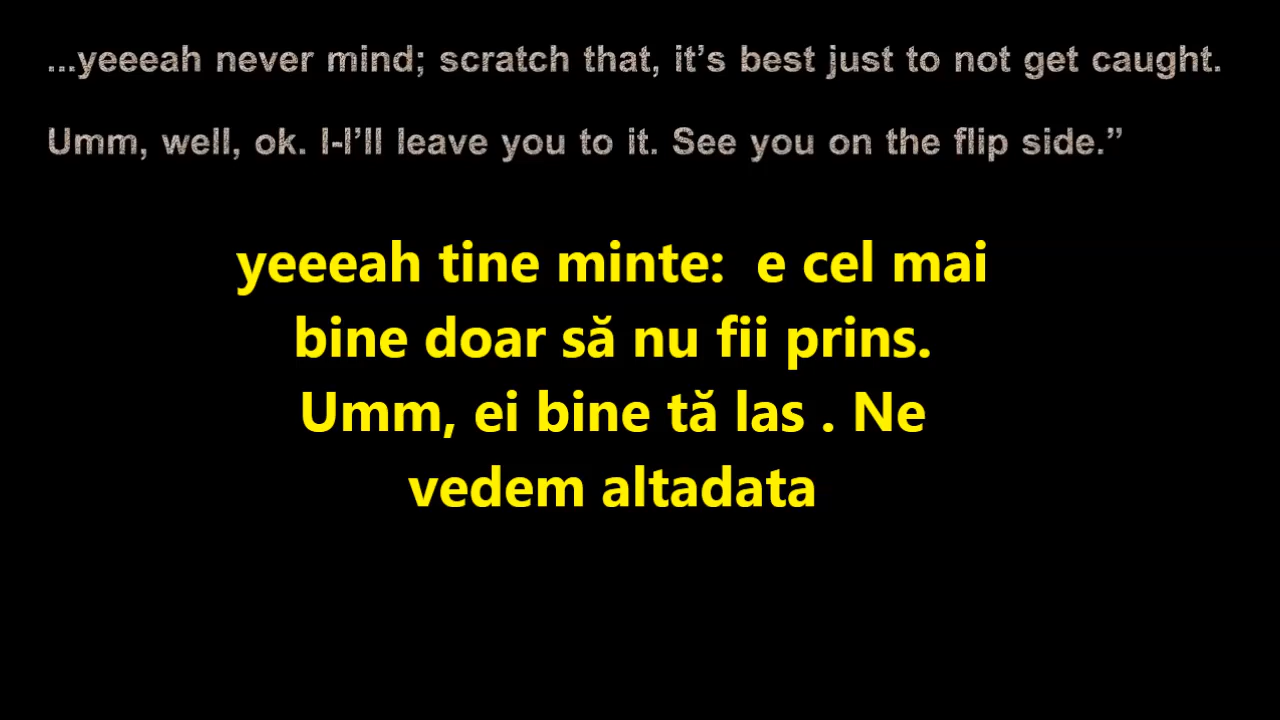 ...yeeeah never mind; scratch that, it’s best just to not get caught.
Umm, well, ok. I-I’ll leave you to it. See you on the flip side.”
yeeeah tine minte:  e cel mai
bine doar să nu fii prins.
Umm, ei bine tă las . Ne
vedem altadata